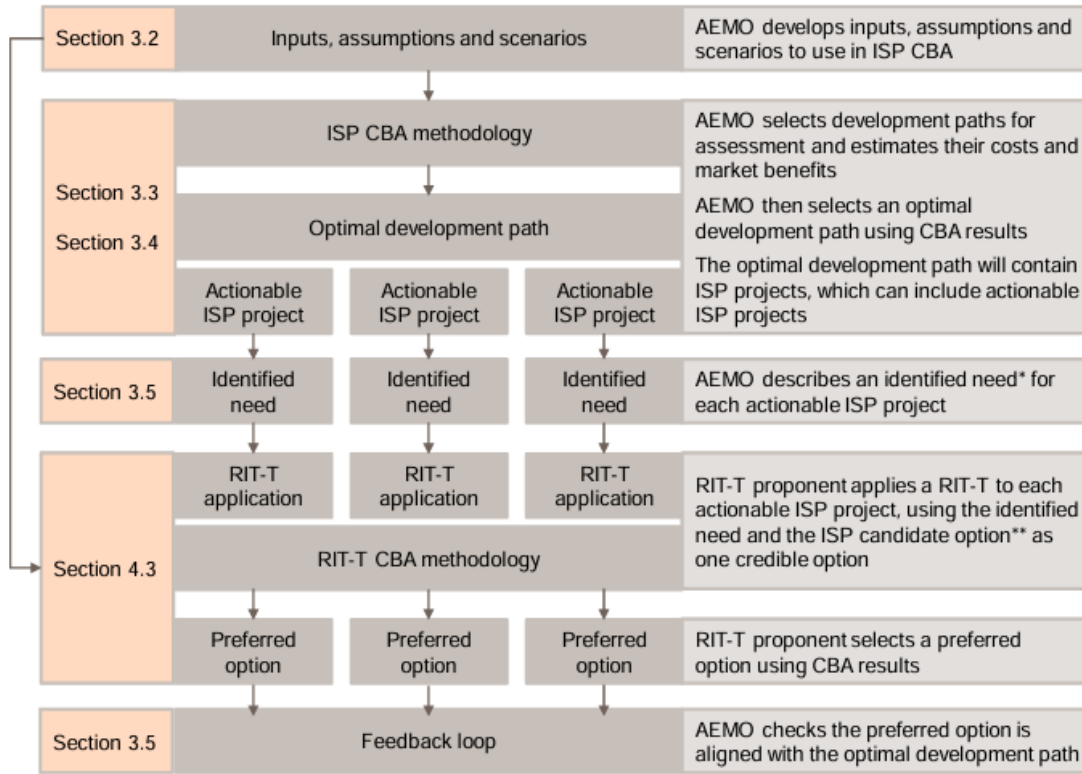 Section 3.2
Inputs, assumptions and scenarios
AEMO develops inputs, assumptions and
scenarios to use in ISP CBA
Section 3.3
Section 3.4
ISP CBA methodology
AEMO selects development paths for
assessment and estimates their costs and
market benefits
Optimal development path
AEMO then selects an optimal
development path using CBA results
Actionable
ISP project
Actionable
ISP project
Actionable
ISP project
The optimal development path will contain
ISP projects, which can include actionable
ISP projects
Section 3.5
Identified
need
Identified
need
Identified
need
AEMO describes an identified need* for
each actionable ISP project
Section 4.3
RIT-T
application
RIT-T
application
RIT-T
application
RIT-T CBA methodology
RIT-T proponent applies a RIT-T to each
actionable ISP project, using the identified
need and the ISP candidate option** as
one credible option
Preferred
option
Preferred
option
Preferred
option
RIT-T proponent selects a preferred
option using CBA results
Section 3.5
Feedback loop
AEMO checks the preferred option is
aligned with the optimal development path